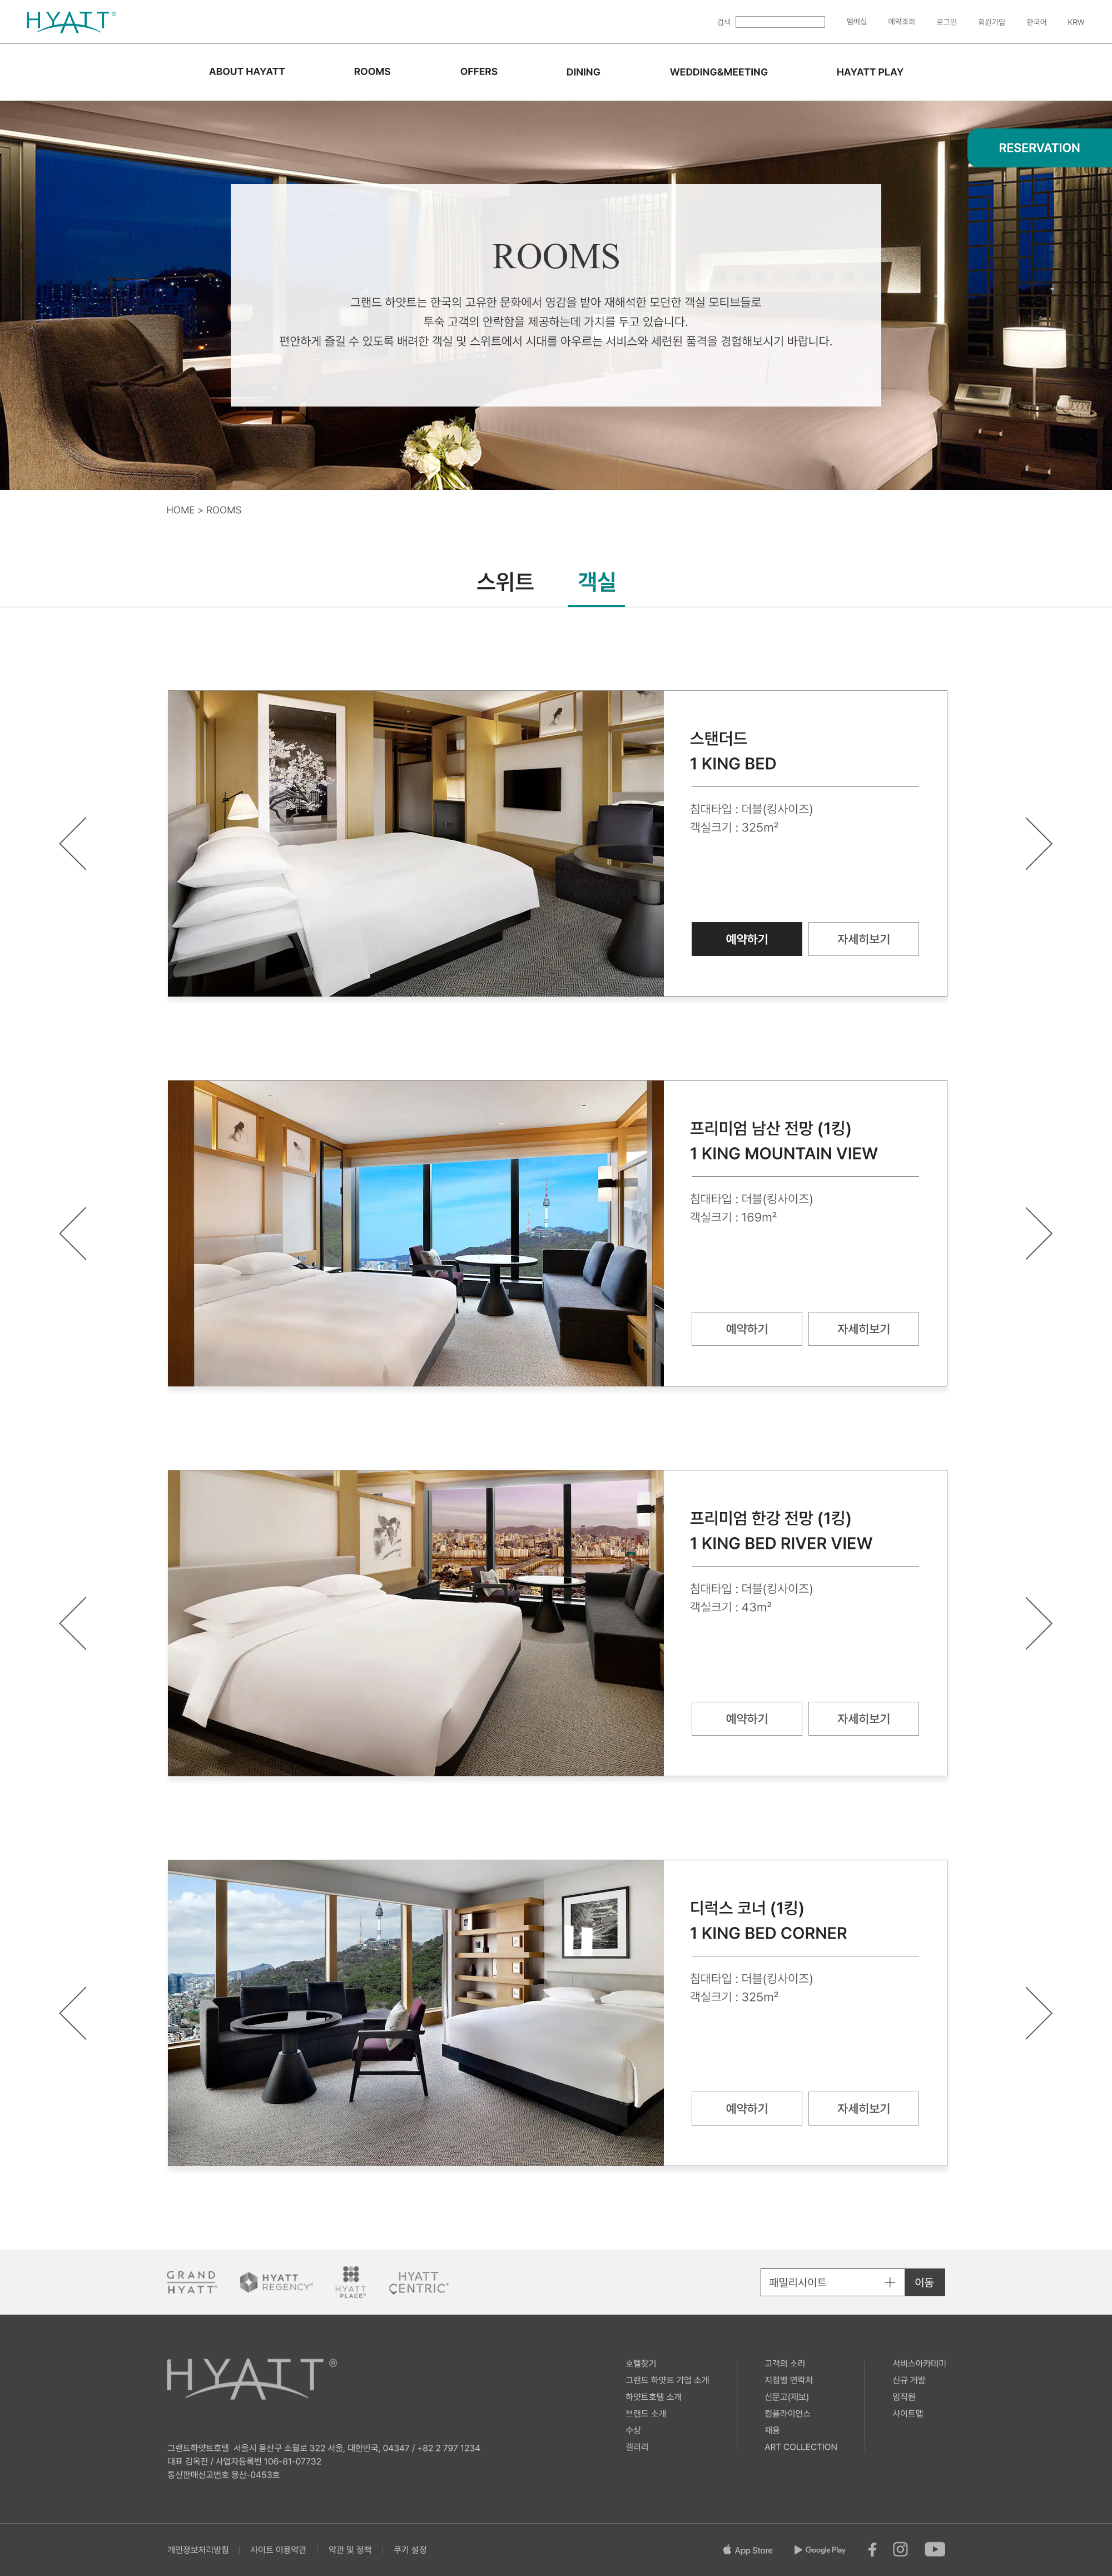 HYATT®
검색
멤버십
예약조회
로그인
회원가입
한국어
KRW
ABOUT HAYATT
ROOMS
OFFERS
DINING
WEDDING&MEETING
HAYATT PLAY
RESERVATION
ROOMS
그랜드 하얏트는 한국의 고유한 문화에서 영감을 받아 재해석한 모던한 객실 모티브들로
투숙 고객의 안락함을 제공하는데 가치를 두고 있습니다.
편안하게 즐길 수 있도록 배려한 객실 및 스위트에서 시대를 아우르는 서비스와 세련된 품격을 경험해보시기 바랍니다.
HOME > ROOMS
스위트
객실
스탠더드
1 KING BED
침대타입 : 더블(킹사이즈)
객실크기 : 325m²
예약하기
자세히보기
프리미엄 남산 전망 (1킹)
1 KING MOUNTAIN VIEW
침대타입 : 더블(킹사이즈)
객실크기 : 169m²
예약하기
자세히보기
프리미엄 한강 전망 (1킹)
1 KING BED RIVER VIEW
침대타입 : 더블(킹사이즈)
객실크기 : 43m²
예약하기
자세히보기
디럭스 코너 (1킹)
1 KING BED CORNER
침대타입 : 더블(킹사이즈)
객실크기 : 325m²
예약하기
자세히보기
GRAND
HYATT®
HYATT
REGENCY®
HYATT
PLACE®
HYATT
CENTRIC®
패밀리사이트
이동
HYATT®
호텔찾기
그랜드 하얏트 기업 소개
하얏트호텔 소개
브랜드 소개
수상
갤러리
고객의 소리
지점별 연락처
신문고(제보)
컴플라이언스
채용
ART COLLECTION
서비스아카데미
신규 개발
임직원
사이트맵
그랜드하얏트호텔 서울시 용산구 소월로 322 서울, 대한민국, 04347 / +82 2 797 1234
대표 김옥진 / 사업자등록번 106-81-07732
통신판매신고번호 용산-0453호
개인정보처리방침
사이트 이용약관
약관 및 정책
쿠키 설정
App Store
Google Play